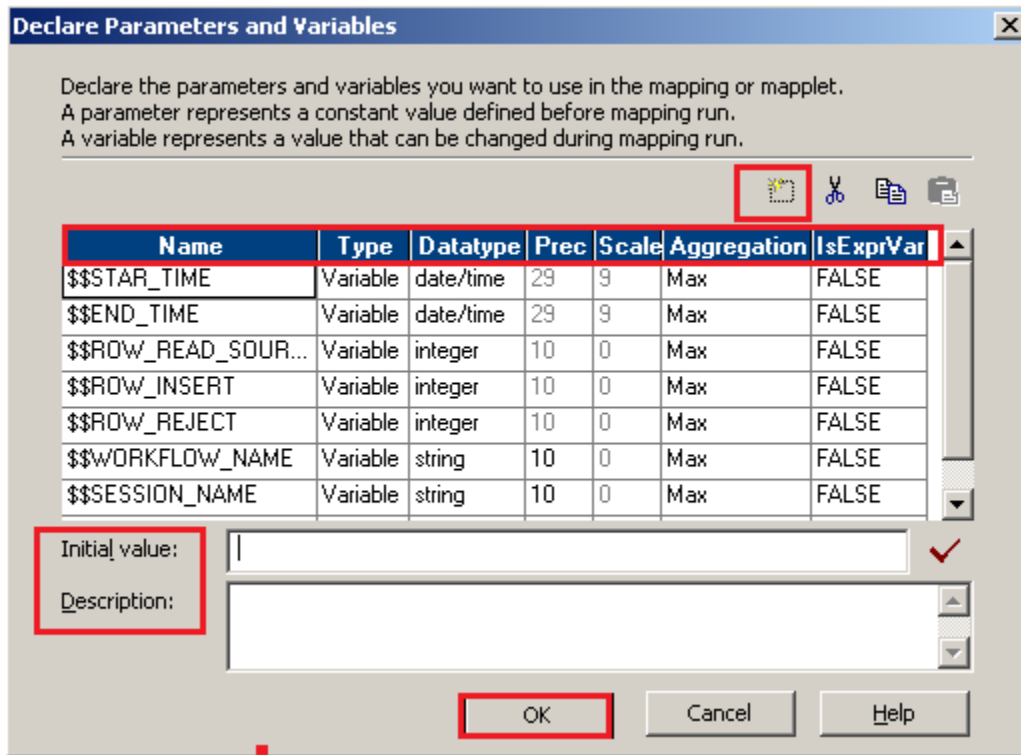 Declare Parameters and Variables
Declare the parameters and variables you want to use in the mapping or mapplet.
A parameter represents a constant value defined before mapping run.
A variable represents a value that can be changed during mapping run.
Name Type Datatype Prec Scale Aggregation IsExprVar
$$STAR_TIME Variable date/time 29 9 Max FALSE
$$END_TIME Variable date/time 29 9 Max FALSE
$$ROW_READ_SOUR... Variable integer 10 0 Max FALSE
$$ROW_INSERT Variable integer 10 0 Max FALSE
$$ROW_REJECT Variable integer 10 0 Max FALSE
$$WORKFLOW_NAME Variable string 10 0 Max FALSE
$$SESSION_NAME Variable string 10 0 Max FALSE
Initial value:
Description:
OK Cancel Help